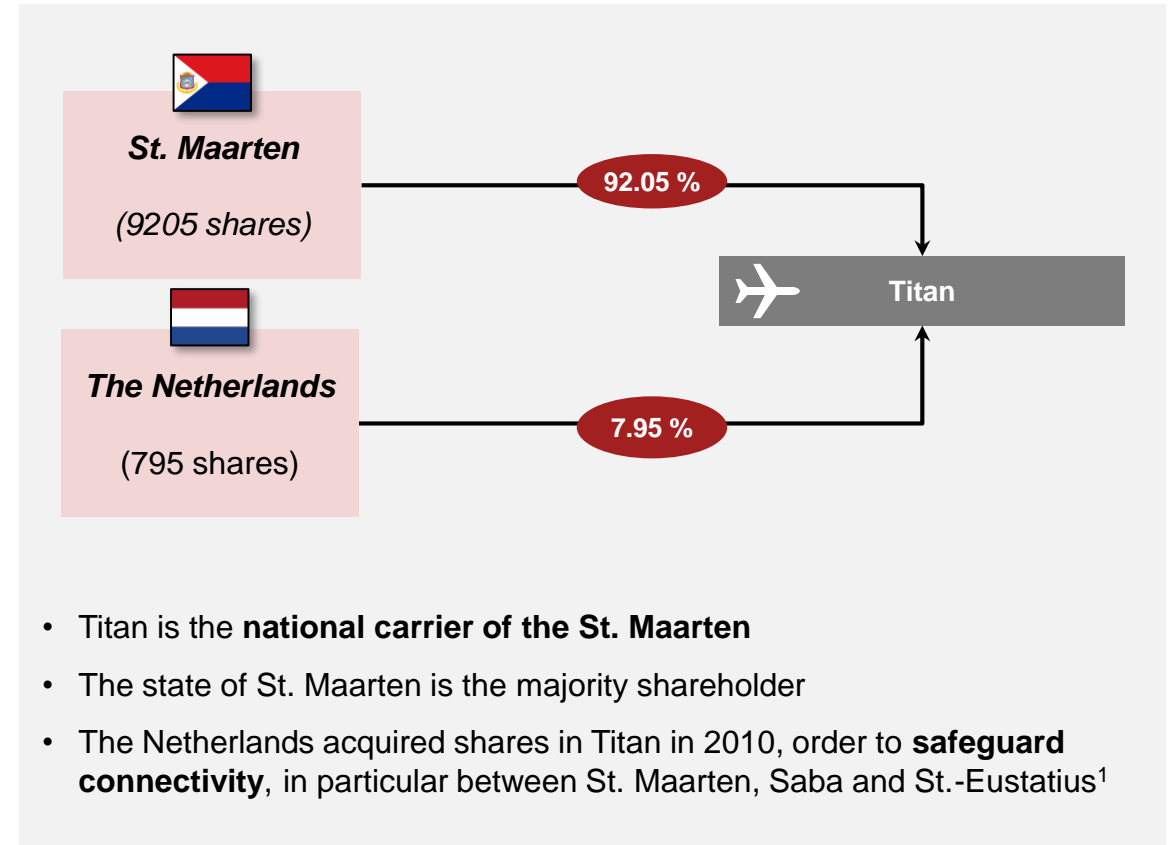 St. Maarten
(9205 shares)
92.05 %
Titan
The Netherlands
(795 shares)
7.95 %
• Titan is the national carrier of the St. Maarten
• The state of St. Maarten is the majority shareholder
• The Netherlands acquired shares in Titan in 2010, order to safeguard
connectivity, in particular between St. Maarten, Saba and St.-Eustatius¹